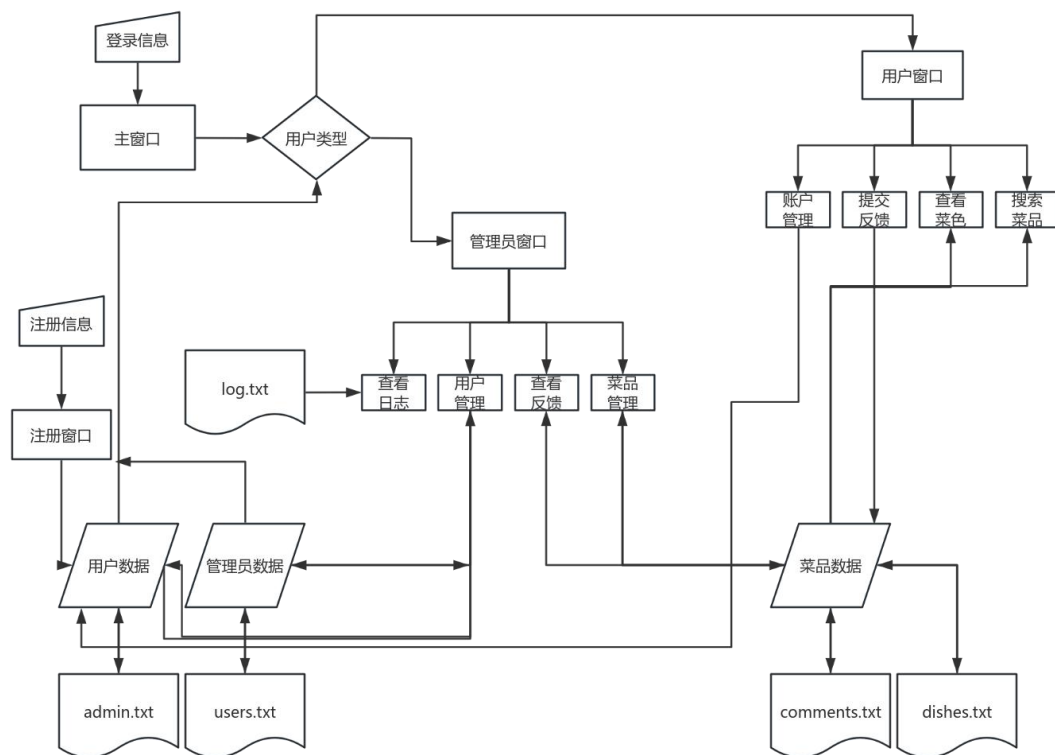 登录信息
用户窗口
主窗口
用户类型
账户
管理
提交
反馈
查看
菜色
搜索
菜品
管理员窗口
注册信息
log.txt
查看
日志
用户
管理
查看
反馈
菜品
管理
注册窗口
用户数据
管理员数据
菜品数据
admin.txt
users.txt
comments.txt
dishes.txt